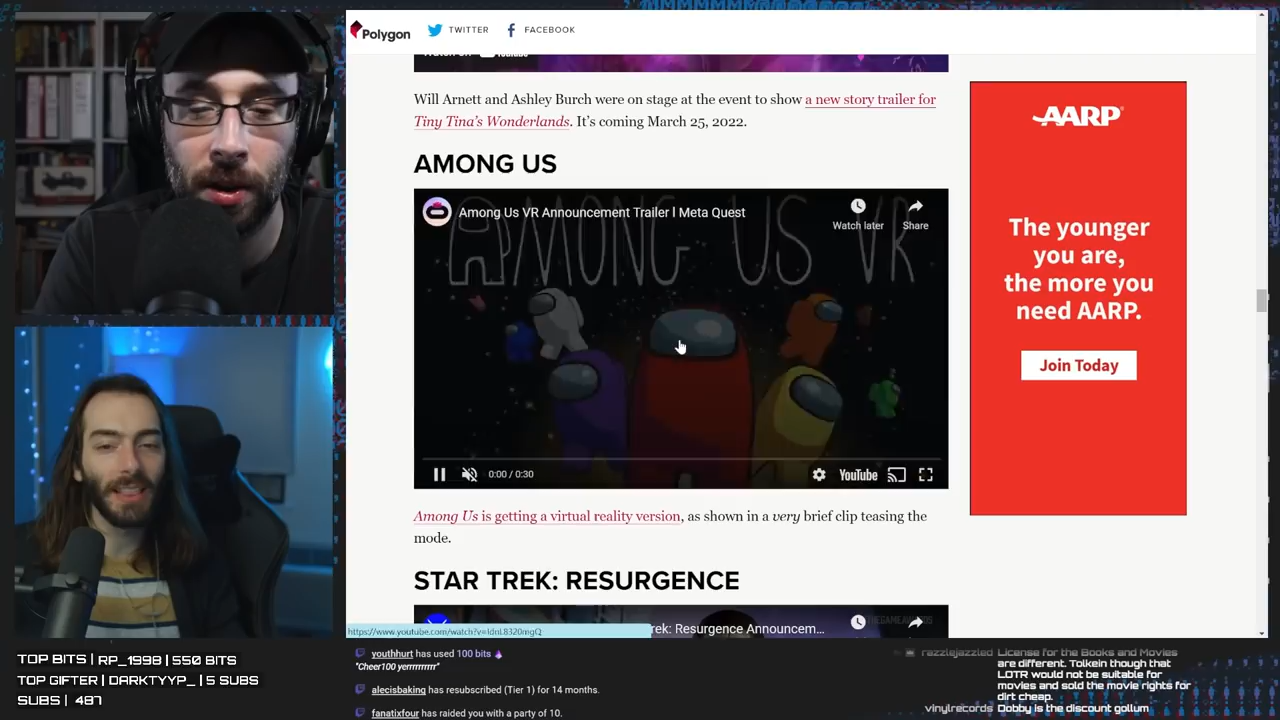 Polygon
TWITTER
FACEBOOK
Will Arnett and Ashley Burch were on stage at the event to show a new story trailer for
Tiny Tina's Wonderlands. It's coming March 25, 2022.
AMONG US
Among Us VR Announcement Trailer l Meta Quest
Watch later
Share
AMONG US VR
0:00 / 0:30
YouTube
Among Us is getting a virtual reality version, as shown in a very brief clip teasing the
mode.
STAR TREK: RESURGENCE
rek: Resurgence Announcem...
AARP
The younger
you are,
the more you
need AARP.
Join Today
TOP BITS | RP_1998 | 550 BITS
TOP GIFTER | DARKTYYP_ | 5 SUBS
SUBS | 487
youthhurt has used 100 bits
"Cheer100 yerrrrrrrrr"
alecisbaking has resubscribed (Tier 1) for 14 months.
fanatixfour has raided you with a party of 10.
razzlejazzled License for the Books and Movies
are different. Tolkein though that
LOTR would not be suitable for
movies and sold the movie rights for
dirt cheap.
vinylrecords Dobby is the discount gollum